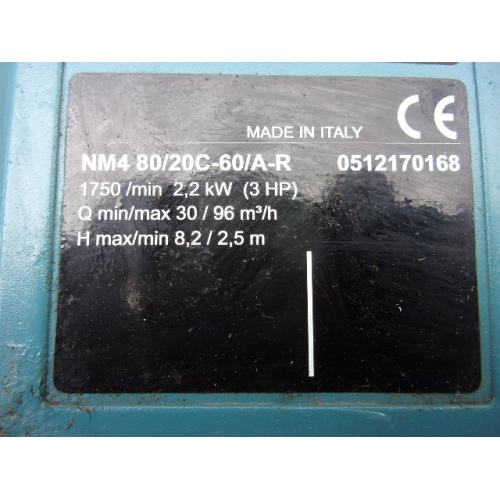 CE
MADE IN ITALY
NM4 80/20C-60/A-R 0512170168
1750 /min 2,2 kW (3 HP)
Q min/max 30 / 96 m³/h
H max/min 8,2 / 2,5 m